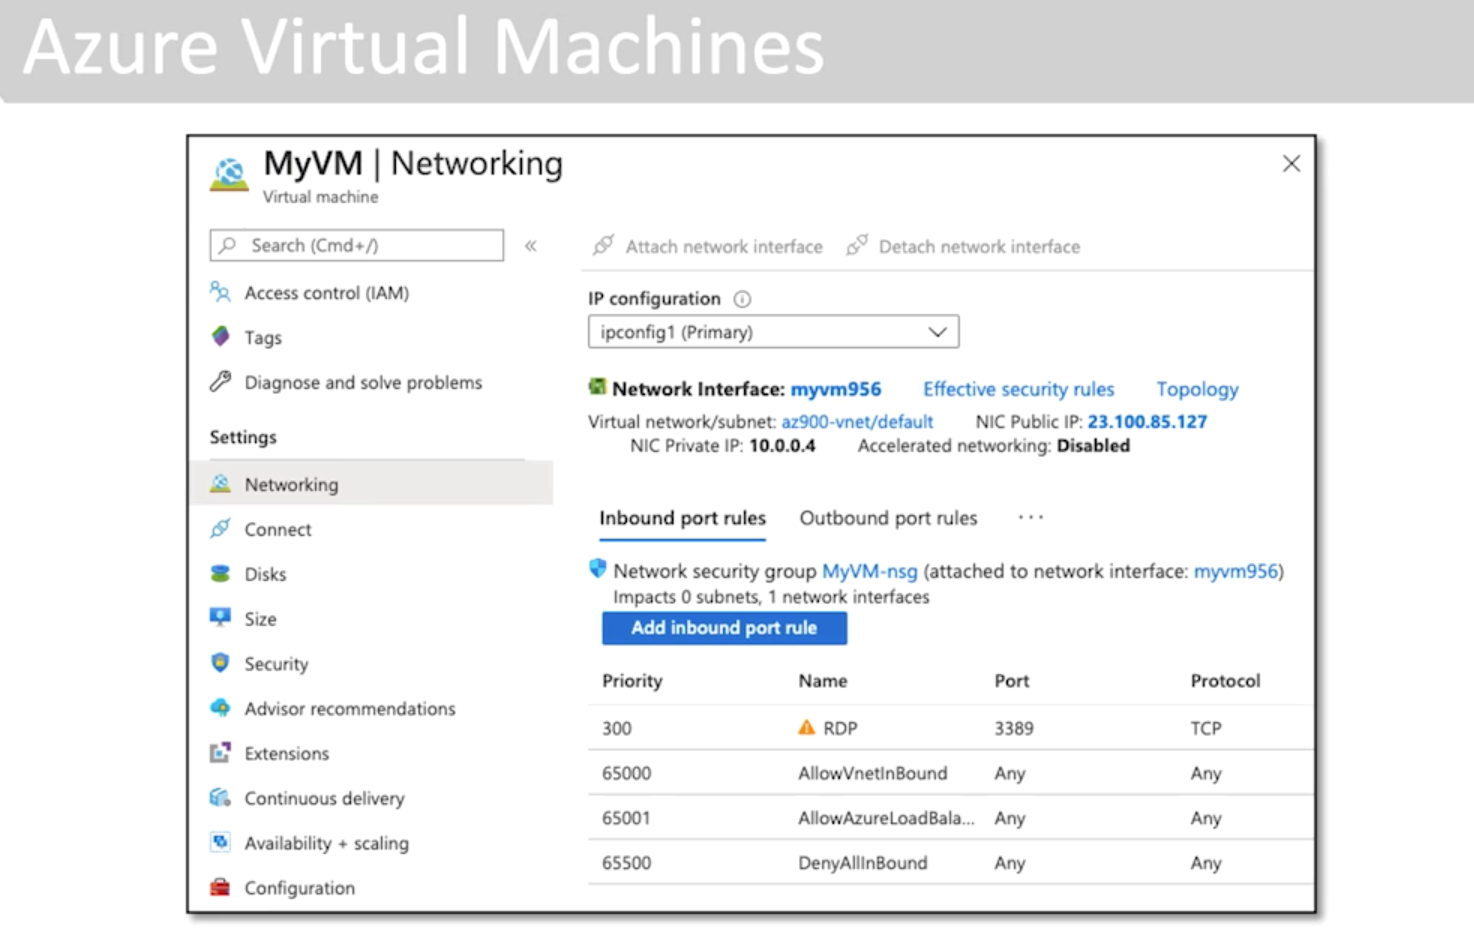 Azure Virtual Machines
MyVM | Networking
Virtual machine
Search (Cmd+/)
«
Access control (IAM)
Tags
Diagnose and solve problems
Settings
Networking
Connect
Disks
Size
Security
Advisor recommendations
Extensions
Continuous delivery
Availability + scaling
Configuration
Attach network interface Detach network interface
IP configuration
ipconfig1 (Primary)
Network Interface: myvm956 Effective security rules Topology
Virtual network/subnet: az900-vnet/default NIC Public IP: 23.100.85.127
NIC Private IP: 10.0.0.4 Accelerated networking: Disabled
Inbound port rules Outbound port rules ...
Network security group MyVM-nsg (attached to network interface: myvm956)
Impacts 0 subnets, 1 network interfaces
Add inbound port rule
Priority Name Port Protocol
300 RDP 3389 TCP
65000 AllowVnetInBound Any Any
65001 AllowAzureLoadBala... Any Any
65500 DenyAllInBound Any Any